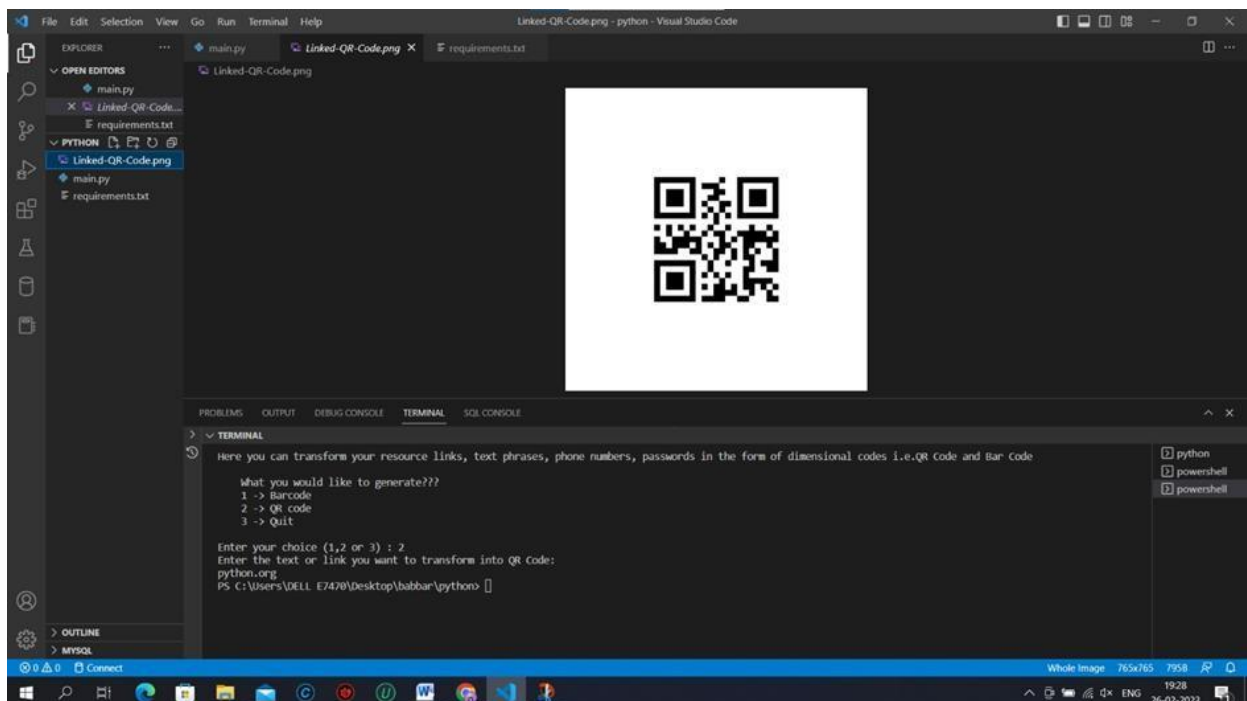 File Edit Selection View Go Run Terminal Help
Linked-QR-Code.png - python - Visual Studio Code
EXPLORER
main.py
Linked-QR-Code.png
requirements.txt
OPEN EDITORS
main.py
Linked-QR-Code....
requirements.txt
PYTHON
Linked-QR-Code.png
main.py
requirements.txt
Linked-QR-Code.png
PROBLEMS OUTPUT DEBUG CONSOLE TERMINAL SQL CONSOLE
TERMINAL
Here you can transform your resource links, text phrases, phone numbers, passwords in the form of dimensional codes i.e.QR Code and Bar Code
What you would like to generate???
1 -> Barcode
2 -> QR code
3 -> Quit
Enter your choice (1,2 or 3) : 2
Enter the text or link you want to transform into QR Code:
python.org
PS C:\Users\DELL E7470\Desktop\babbar\python>
python
powershell
powershell
OUTLINE
MYSQL
0 0 Connect
Whole Image 765x765 7958
ENG
19:28